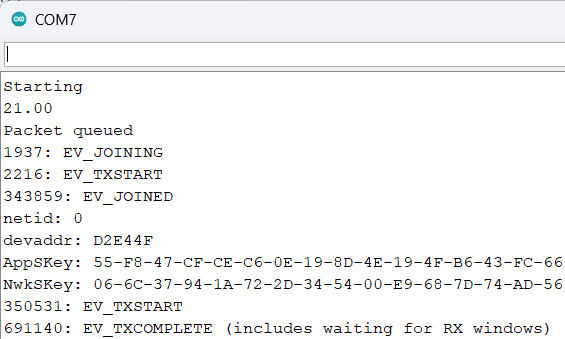 COM7
Starting
21.00
Packet queued
1937: EV_JOINING
2216: EV_TXSTART
343859: EV_JOINED
netid: 0
devaddr: D2E44F
AppSKey: 55-F8-47-CF-CE-C6-0E-19-8D-4E-19-4F-B6-43-FC-66
NwkSKey: 06-6C-37-94-1A-72-2D-34-54-00-E9-68-7D-74-AD-56
350531: EV_TXSTART
691140: EV_TXCOMPLETE (includes waiting for RX windows)